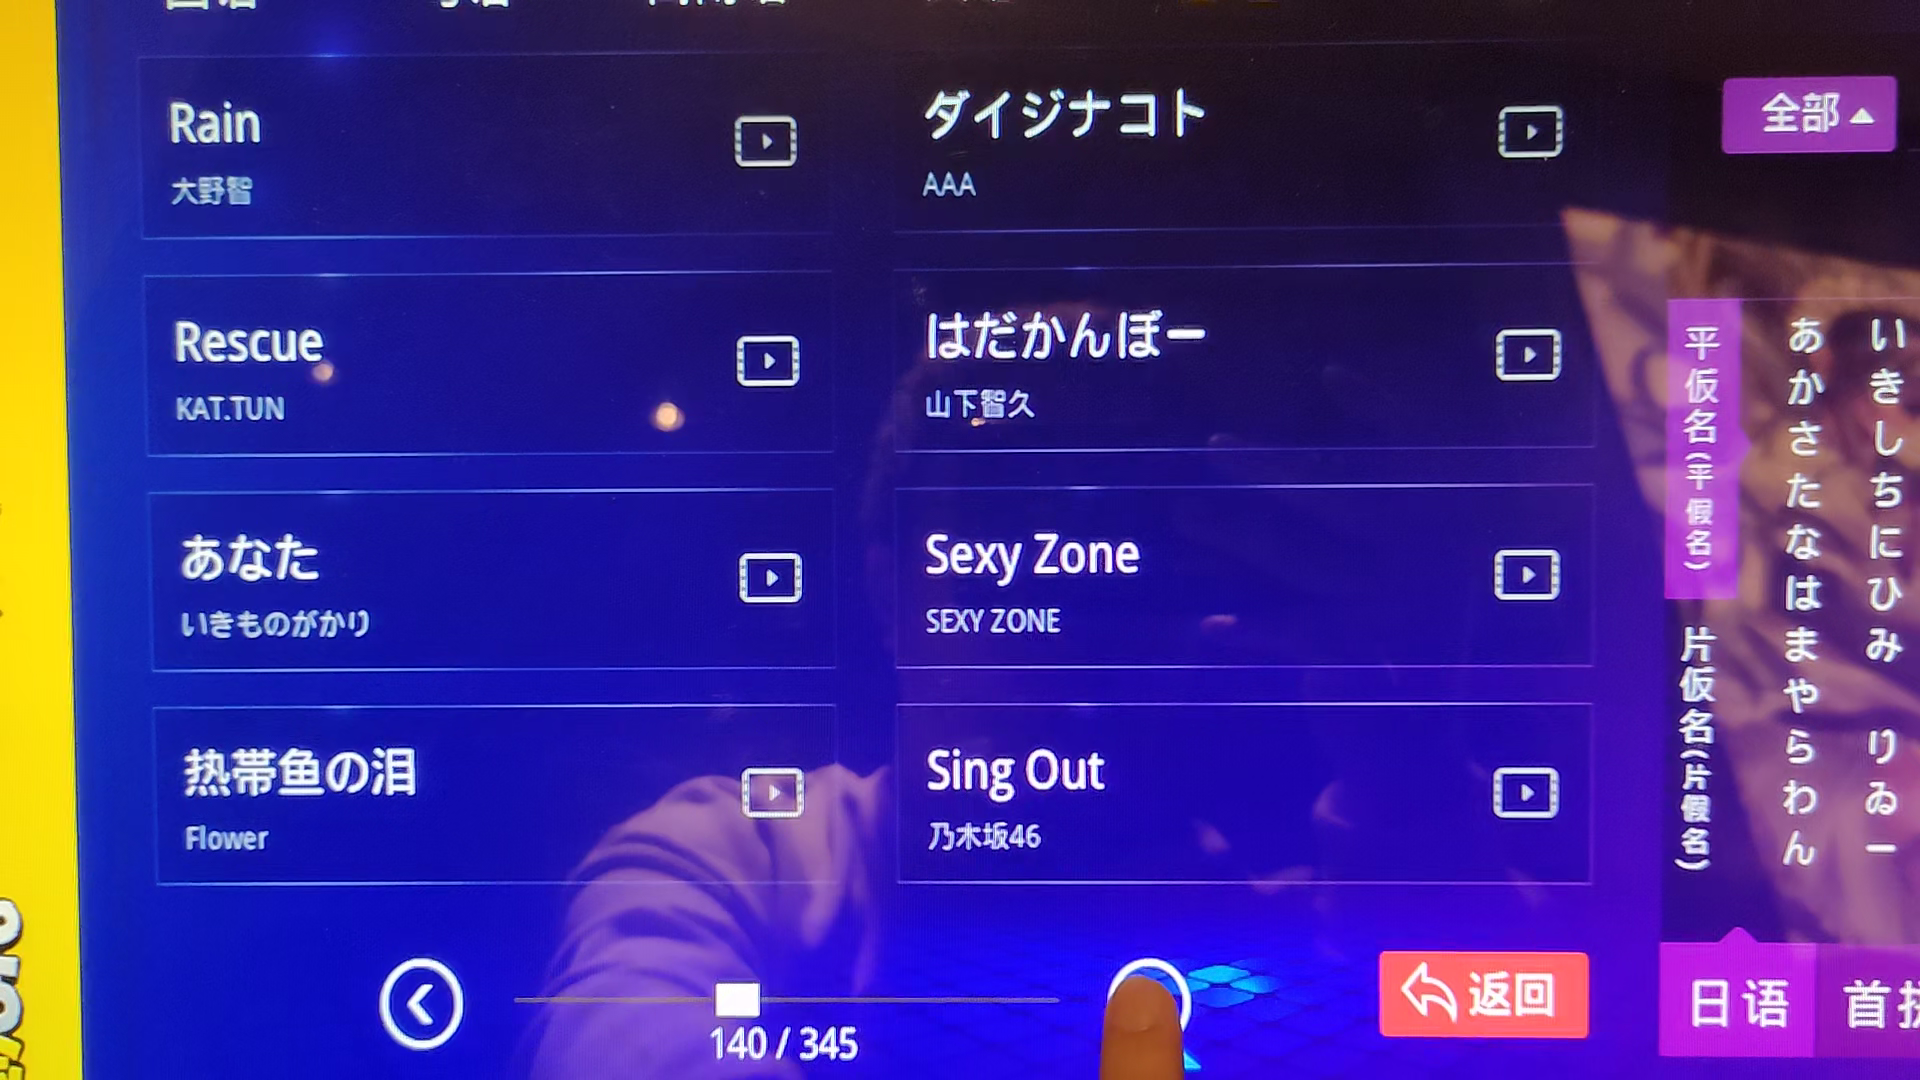 Rain
大野智
ダイジナコト
AAA
全部
Rescue
KAT.TUN
はだかんぼー
山下智久
あなた
いきものがかり
Sexy Zone
SEXY ZONE
热帯鱼の泪
Flower
Sing Out
乃木坂46
平仮名(平假名)
片仮名(片假名)
あかさたなはまやらわん
いきしちにひみ りゐー
140 / 345
返回
日语
首